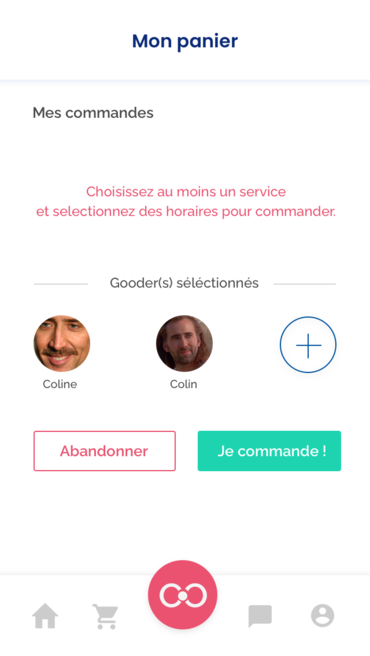 Mon panier
Mes commandes
Choisissez au moins un service
et selectionnez des horaires pour commander.
Gooder(s) séléctionnés
Coline
Colin
Abandonner
Je commande !